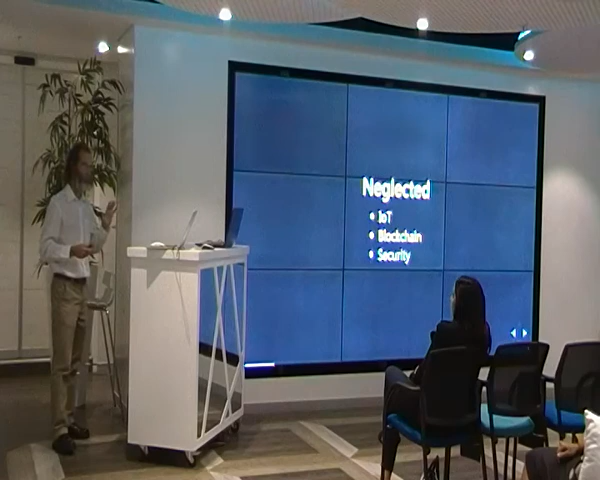 Neglected
• IoT
• Blockchain
• Security